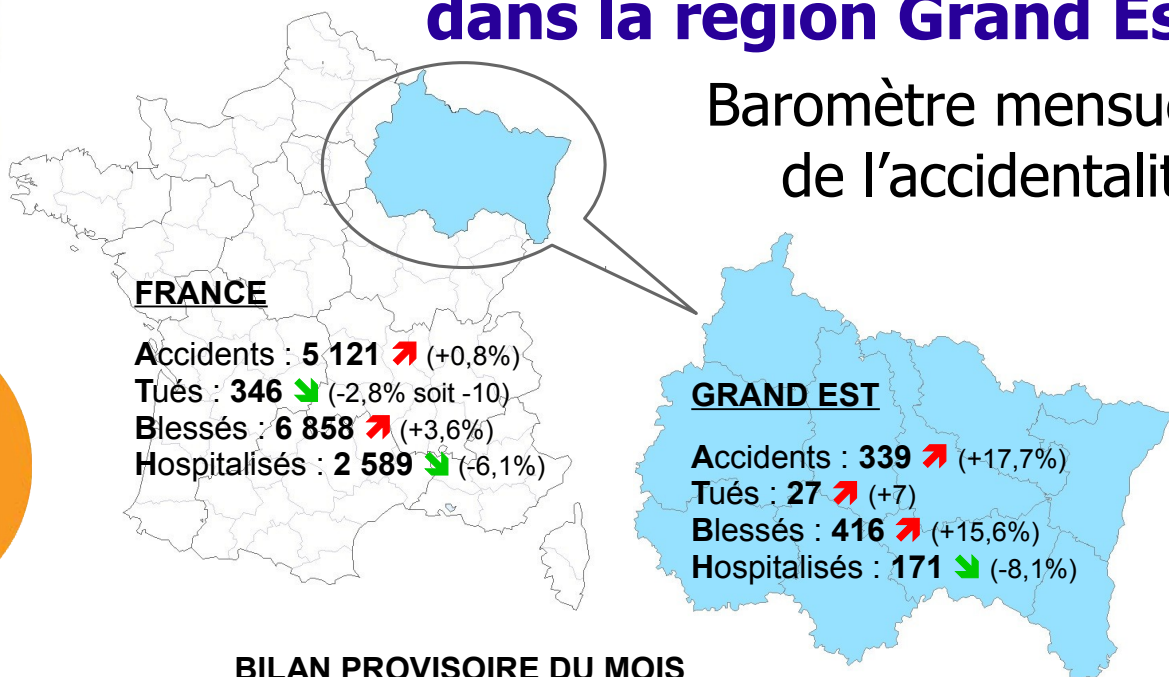 dans la région Grand Es
Baromètre mensue
de l'accidentalit
FRANCE
Accidents : 5 121 (+0,8%)
Tués : 346 (-2,8% soit -10)
Blessés : 6 858 (+3,6%)
Hospitalisés : 2 589 (-6,1%)
GRAND EST
Accidents : 339 (+17,7%)
Tués : 27 (+7)
Blessés : 416 (+15,6%)
Hospitalisés : 171 (-8,1%)
BILAN PROVISOIRE DU MOIS